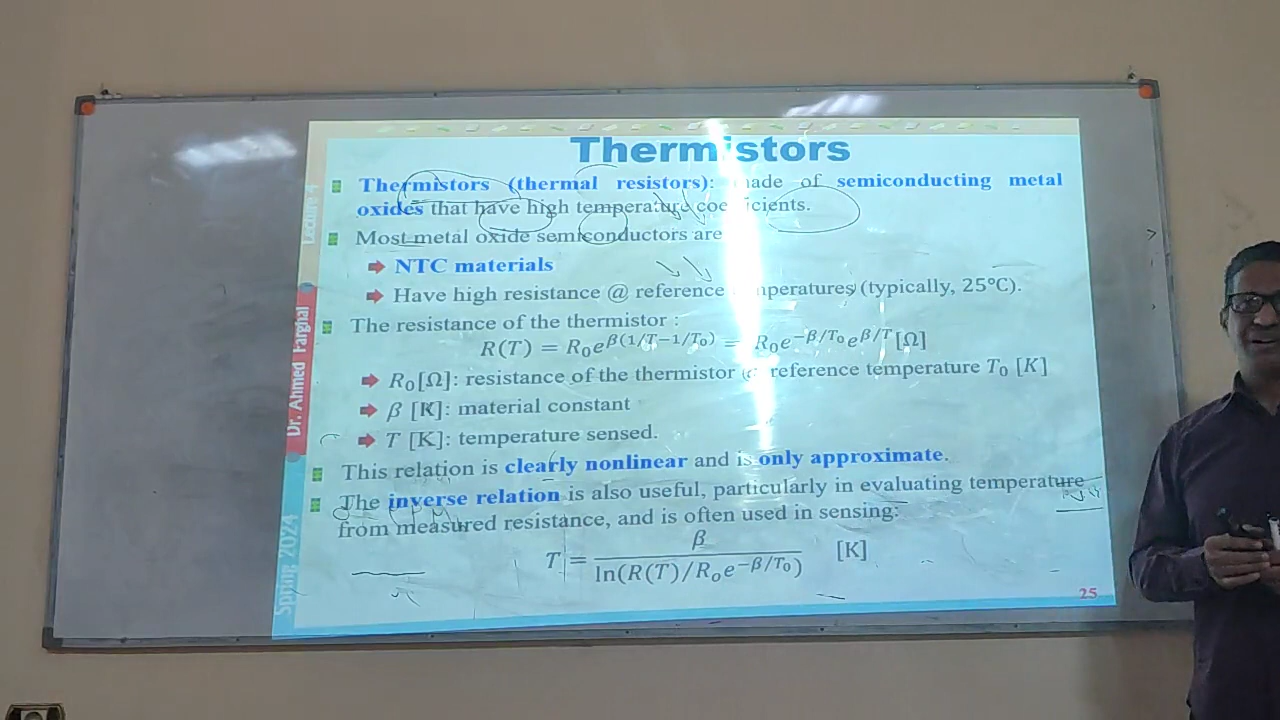 Thermistors
Thermistors (thermal resistors): made of semiconducting metal
oxides that have high temperature coefficients.
Most metal oxide semiconductors are
NTC materials
Have high resistance @ reference temperatures (typically, 25°C).
The resistance of the thermistor :
R(T) = R₀e^β(1/T−1/T₀) = R₀e^−β/T₀e^β/T[Ω]
R₀[Ω]: resistance of the thermistor @ reference temperature T₀ [K]
β [K]: material constant
T [K]: temperature sensed.
This relation is clearly nonlinear and is only approximate.
The inverse relation is also useful, particularly in evaluating temperature
from measured resistance, and is often used in sensing:
T = β / ln(R(T)/Rₒe^−β/T₀) [K]
25
Lecture 4
Dr. Ahmed Farghal
Spring 2024